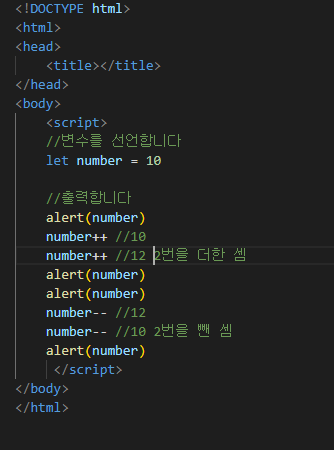 <!DOCTYPE html>
<html>
<head>
    <title></title>
</head>
<body>
    <script>
    //변수를 선언합니다
    let number = 10

    //출력합니다
    alert(number)
    number++ //10
    number++ //12 2번을 더한 셈
    alert(number)
    alert(number)
    number-- //12
    number-- //10 2번을 뺀 셈
    alert(number)
     </script>
</body>
</html>